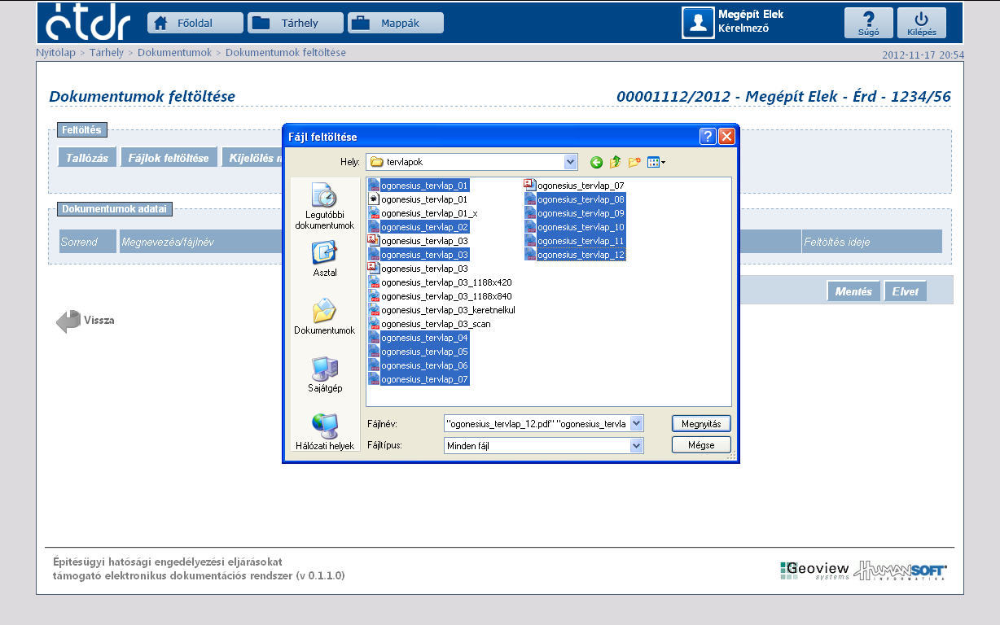 étdr
Főoldal
Tárhely
Mappák
Megépít Elek
Kérelmező
Súgó
Kilépés
Nyitólap > Tárhely > Dokumentumok > Dokumentumok feltöltése
2012-11-17 20:54
Dokumentumok feltöltése
00001112/2012 - Megépít Elek - Érd - 1234/56
Feltöltés
Tallózás
Fájlok feltöltése
Kijelölés
Dokumentumok adatai
Sorrend
Megnevezés/fájlnév
Feltöltés ideje
Mentés
Elvet
Vissza
Fájl feltöltése
Hely:
tervlapok
Legutóbbi
dokumentumok
Asztal
Dokumentumok
Sajátgép
Hálózati helyek
ogonesius_tervlap_01
ogonesius_tervlap_01
ogonesius_tervlap_01_x
ogonesius_tervlap_02
ogonesius_tervlap_03
ogonesius_tervlap_03
ogonesius_tervlap_03
ogonesius_tervlap_03_1188x420
ogonesius_tervlap_03_1188x840
ogonesius_tervlap_03_keretnelkul
ogonesius_tervlap_03_scan
ogonesius_tervlap_04
ogonesius_tervlap_05
ogonesius_tervlap_06
ogonesius_tervlap_07
ogonesius_tervlap_07
ogonesius_tervlap_08
ogonesius_tervlap_09
ogonesius_tervlap_10
ogonesius_tervlap_11
ogonesius_tervlap_12
Fájlnév:
"ogonesius_tervlap_12.pdf" "ogonesius_tervla
Megnyitás
Fájltípus:
Minden fájl
Mégse
Építésügyi hatósági engedélyezési eljárásokat
támogató elektronikus dokumentációs rendszer (v 0.1.1.0)
Geoview
systems
HUMANSOFT
INFORMATIKA